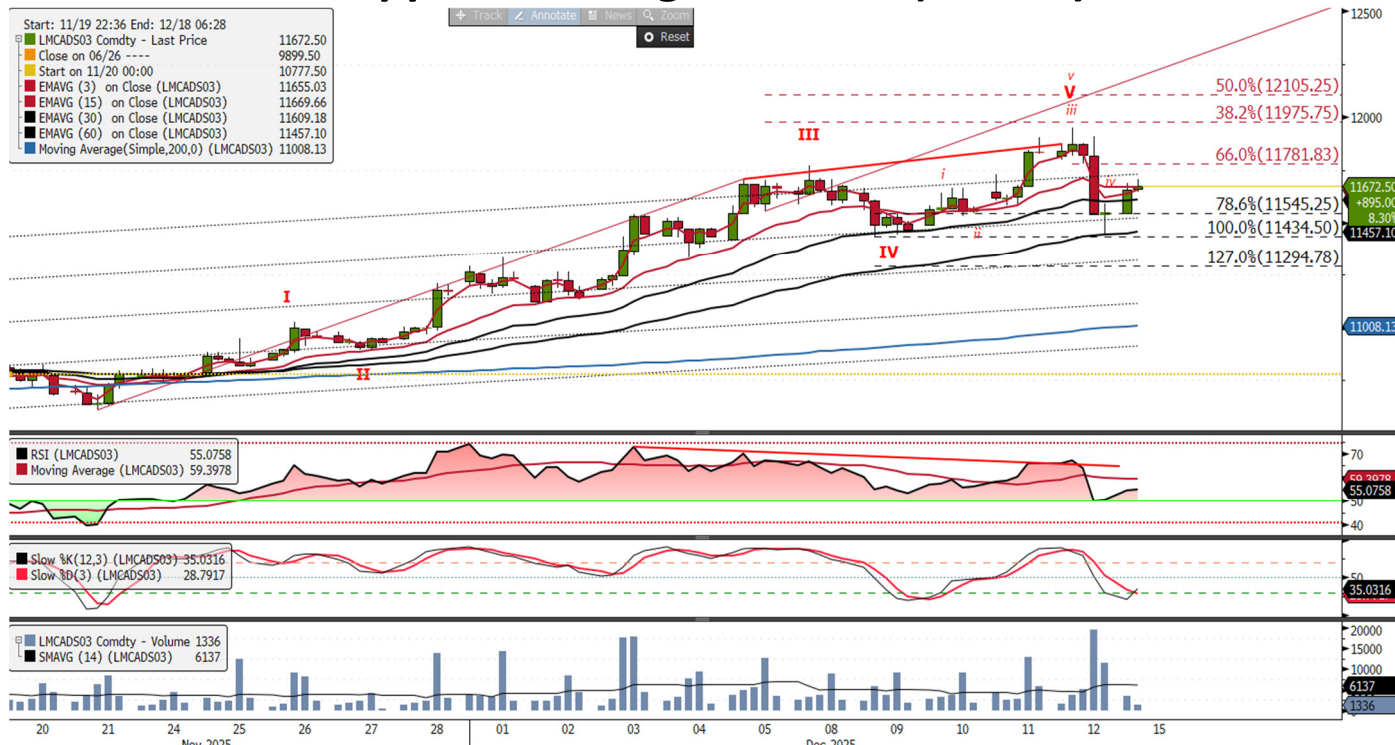 Track Annotate News Zoom
Reset
Start: 11/19 22:36 End: 12/18 06:28
LMCADS03 Comdty - Last Price 11672.50
Close on 06/26 ---- 9899.50
Start on 11/20 00:00 10777.50
EMAVG (3) on Close (LMCADS03) 11655.03
EMAVG (15) on Close (LMCADS03) 11669.66
EMAVG (30) on Close (LMCADS03) 11609.18
EMAVG (60) on Close (LMCADS03) 11457.10
Moving Average(Simple,200,0) (LMCADS03) 11008.13
12500
12000
50.0%(12105.25)
38.2%(11975.75)
66.0%(11781.83)
78.6%(11545.25)
100.0%(11434.50)
127.0%(11294.78)
11672.50
+895.00
8.30%
11457.10
11008.13
I
II
III
IV
V
i
ii
iii
iv
v
RSI (LMCADS03) 55.0758
Moving Average (LMCADS03) 59.3978
70
59.3978
55.0758
50
40
Slow %K(12,3) (LMCADS03) 35.0316
Slow %D(3) (LMCADS03) 28.7917
50
35.0316
LMCADS03 Comdty - Volume 1336
SMAVG (14) (LMCADS03) 6137
20000
15000
10000
6137
1336
20 21 24 25 26 27 28 01 02 03 04 05 08 09 10 11 12 15
Nov 2025 Dec 2025